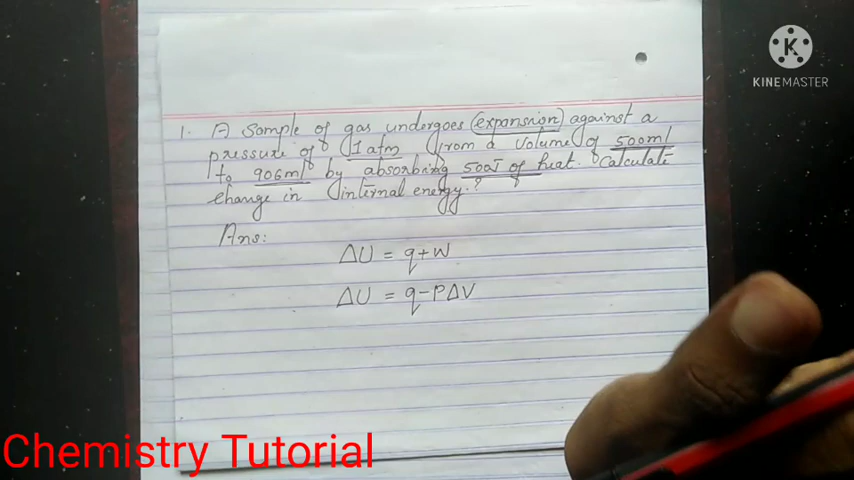 KINEMASTER
1. A sample of gas undergoes (expansion) against a
pressure of 1 atm from a volume of 500ml
to 906ml by absorbing 500J of heat. Calculate
change in internal energy.?
Ans:
ΔU = q+W
ΔU = q-PΔV
Chemistry Tutorial